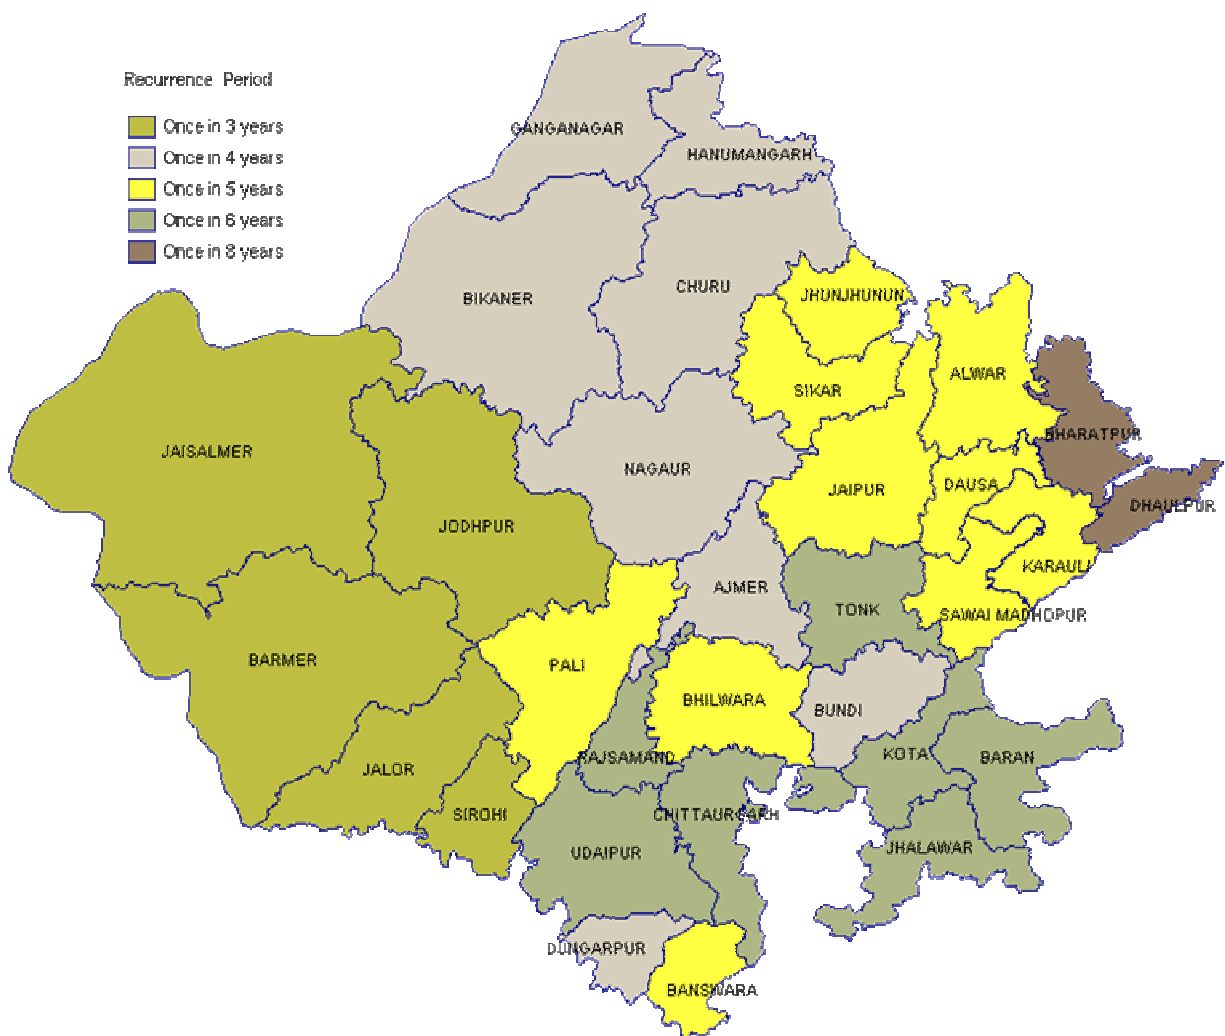 Recurrence Period
Once in 3 years
Once in 4 years
Once in 5 years
Once in 6 years
Once in 8 years
GANGANAGAR
HANUMANGARH
BIKANER
CHURU
JHUNJHUNUN
SIKAR
ALWAR
JAISALMER
NAGAUR
BHARATPUR
JAIPUR
DAUSA
JODHPUR
DHAULPUR
KARAULI
AJMER
TONK
SAWAI MADHOPUR
BARMER
PALI
BHILWARA
BUNDI
RAJSAMAND
KOTA
BARAN
JALOR
SIROHI
CHITTAURGARH
UDAIPUR
JHALAWAR
DUNGARPUR
BANSWARA